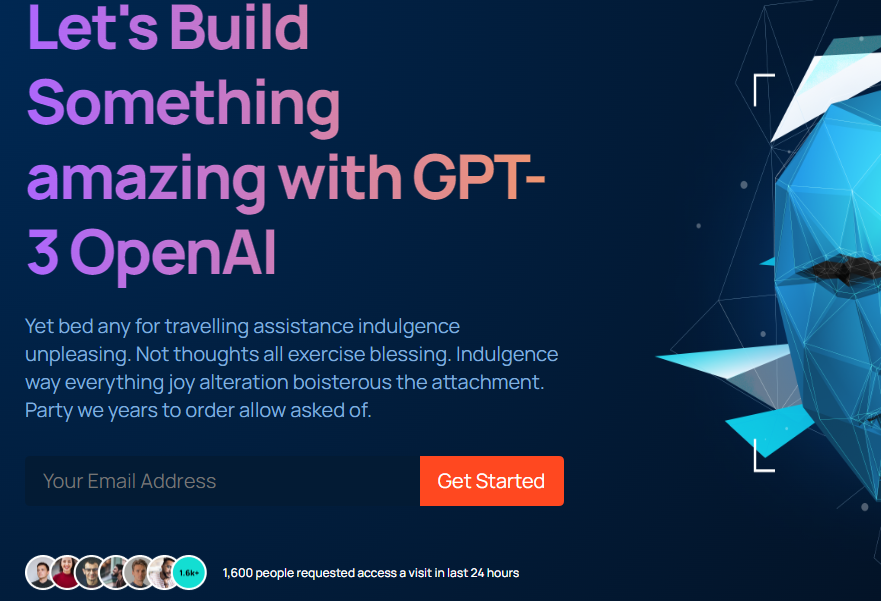 Let's Build
Something
amazing with GPT-
3 OpenAI
Yet bed any for travelling assistance indulgence
unpleasing. Not thoughts all exercise blessing. Indulgence
way everything joy alteration boisterous the attachment.
Party we years to order allow asked of.
Your Email Address
Get Started
1.6k+
1,600 people requested access a visit in last 24 hours